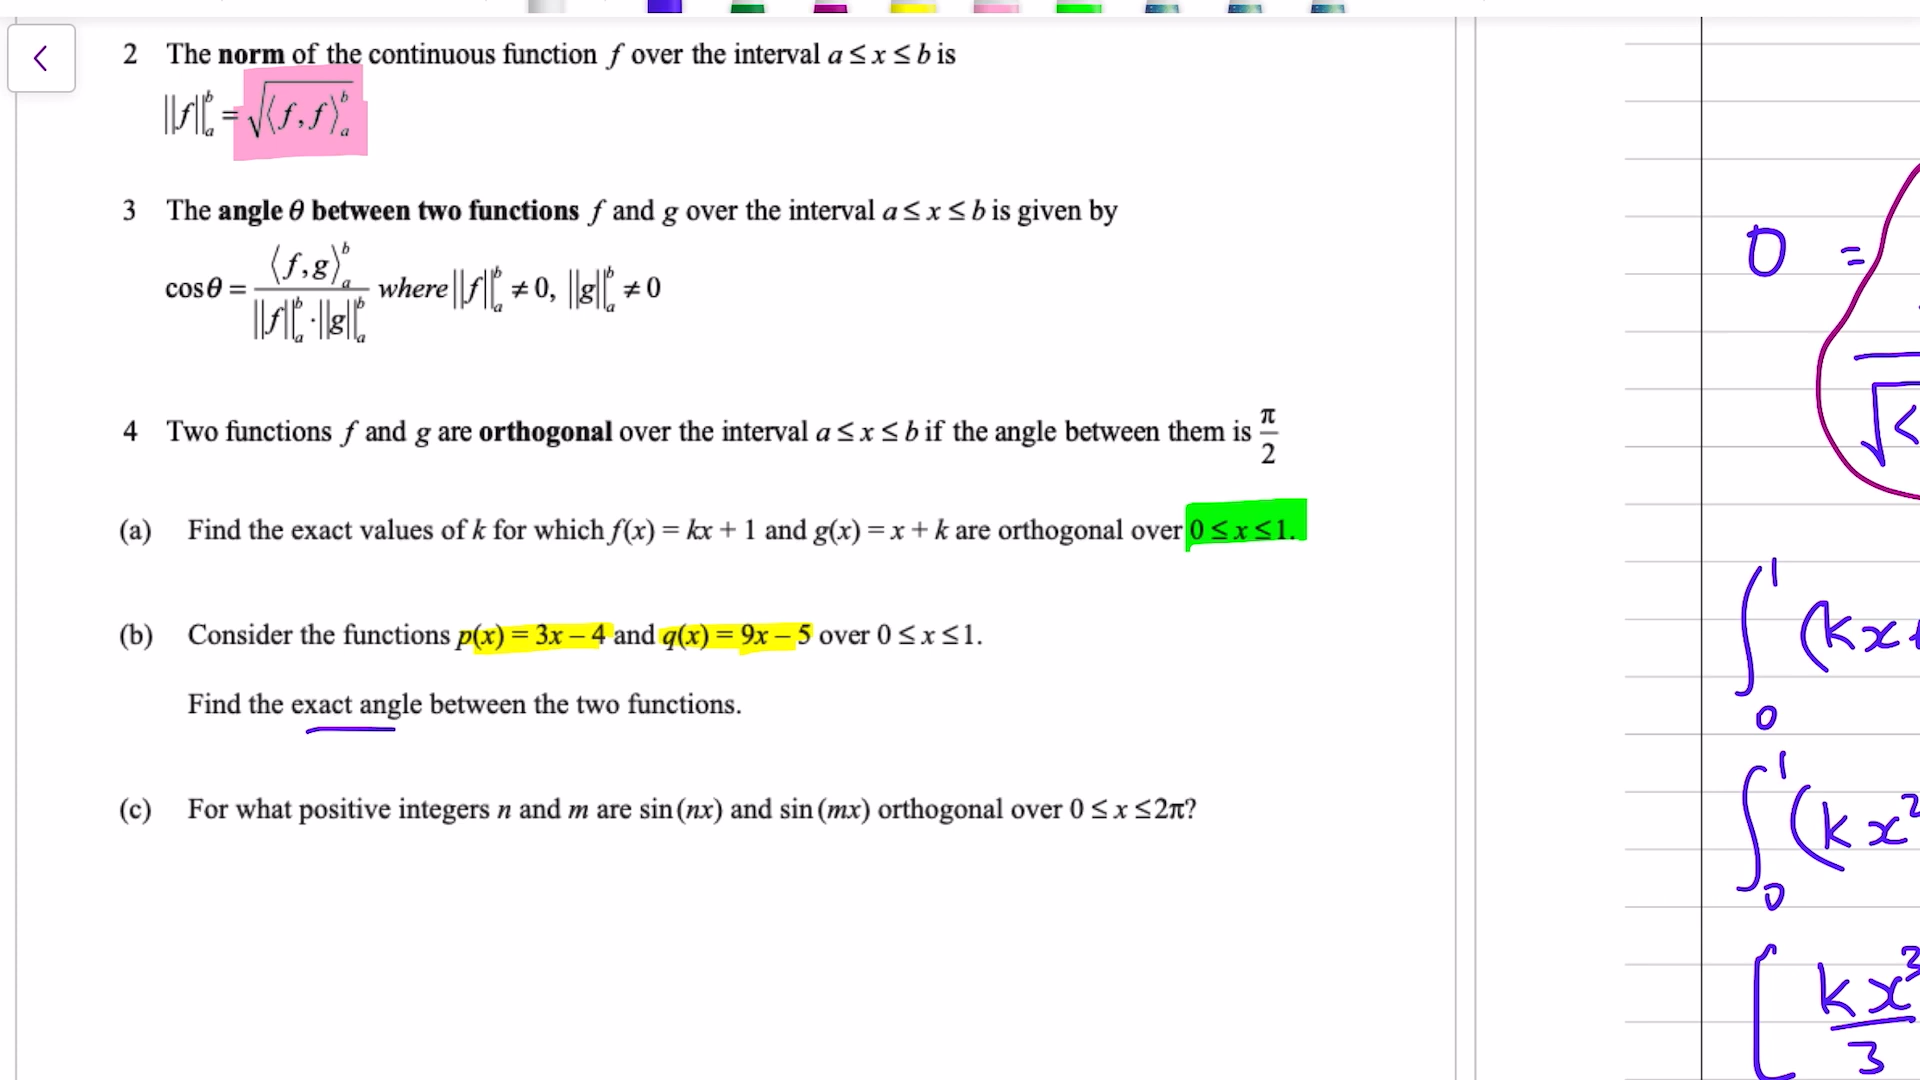 2 The norm of the continuous function f over the interval a ≤ x ≤ b is
||f||ₐᵇ = √⟨f, f⟩ₐᵇ
3 The angle θ between two functions f and g over the interval a ≤ x ≤ b is given by
cosθ = ⟨f,g⟩ₐᵇ / ||f||ₐᵇ · ||g||ₐᵇ where ||f||ₐᵇ ≠ 0, ||g||ₐᵇ ≠ 0
4 Two functions f and g are orthogonal over the interval a ≤ x ≤ b if the angle between them is π/2
(a) Find the exact values of k for which f(x) = kx + 1 and g(x) = x + k are orthogonal over 0 ≤ x ≤ 1.
(b) Consider the functions p(x) = 3x – 4 and q(x) = 9x – 5 over 0 ≤ x ≤ 1.
Find the exact angle between the two functions.
(c) For what positive integers n and m are sin (nx) and sin (mx) orthogonal over 0 ≤ x ≤ 2π?
0 =
√<
∫₀¹ (kx+
∫₀¹ (kx²
[ kx³/3